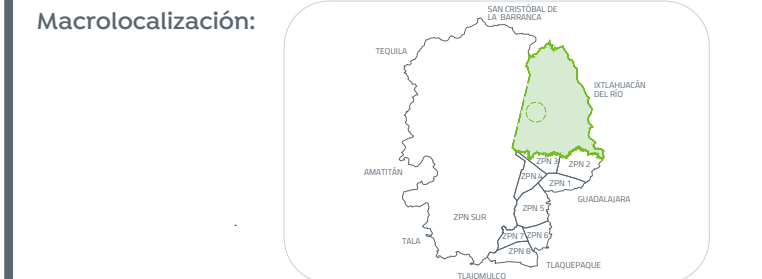 Macrolocalización:
SAN CRISTÓBAL DE
LA BARRANCA
TEQUILA
IXTLAHUACÁN
DEL RÍO
ZPN 3
ZPN 2
AMATITÁN
ZPN 4
ZPN 1
GUADALAJARA
ZPN 5
ZPN SUR
TALA
ZPN 7
ZPN 6
ZPN 8
TLAQUEPAQUE
TLAJOMULCO